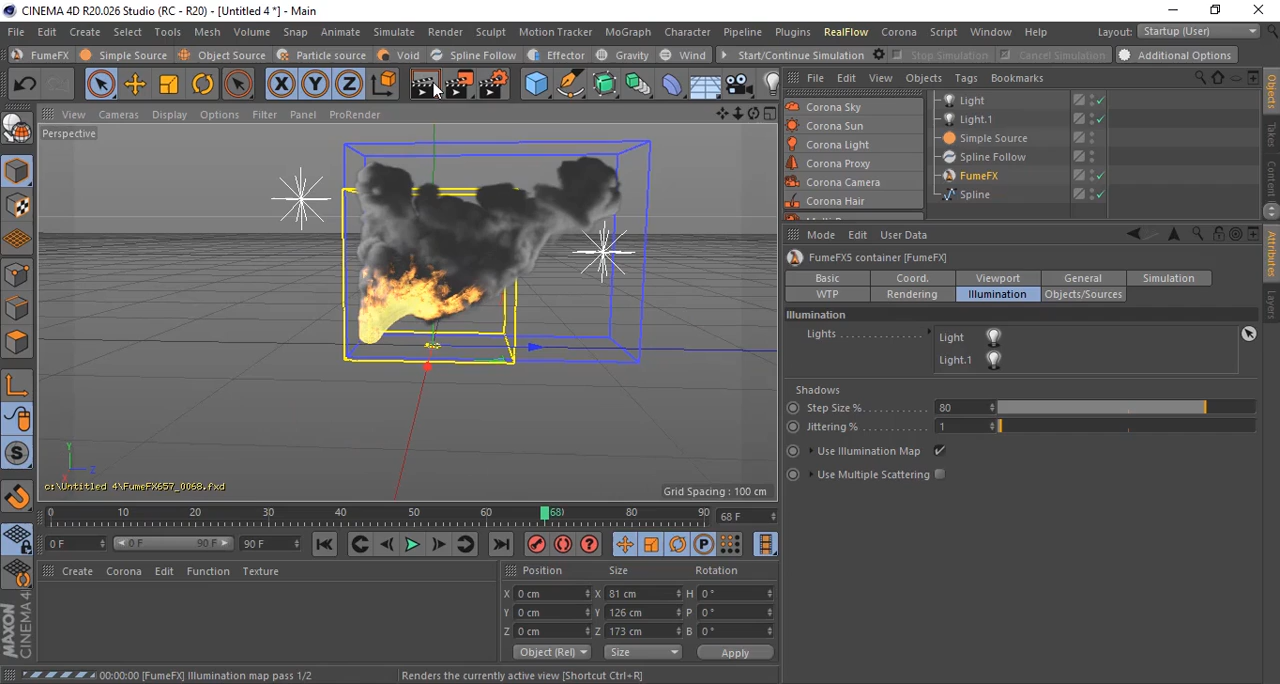 CINEMA 4D R20.026 Studio (RC - R20) - [Untitled 4 *] - Main
File Edit Create Select Tools Mesh Volume Snap Animate Simulate Render Sculpt Motion Tracker MoGraph Character Pipeline Plugins RealFlow Corona Script Window Help Layout: Startup (User)
FumeFX Simple Source Object Source Particle source Void Spline Follow Effector Gravity Wind Start/Continue Simulation Stop Simulation Cancel Simulation Additional Options
X Y Z
File Edit View Objects Tags Bookmarks
View Cameras Display Options Filter Panel ProRender
Perspective
Corona Sky
Corona Sun
Corona Light
Corona Proxy
Corona Camera
Corona Hair
Light
Light.1
Simple Source
Spline Follow
FumeFX
Spline
Objects
Takes
Attributes
Layers
Mode Edit User Data
FumeFX5 container [FumeFX]
Basic Coord. Viewport General Simulation
WTP Rendering Illumination Objects/Sources
Illumination
Lights
Light
Light.1
Shadows
Step Size % 80
Jittering % 1
Use Illumination Map
Use Multiple Scattering
Y
Z
c:\Untitled 4\FumeFX657_0068.fxd
Grid Spacing : 100 cm
0 10 20 30 40 50 60 68 80 90 68 F
0 F 0 F 90 F 90 F
P
Create Corona Edit Function Texture
Position Size Rotation
X 0 cm X 81 cm H 0 °
Y 0 cm Y 126 cm P 0 °
Z 0 cm Z 173 cm B 0 °
Object (Rel) Size Apply
MAXON
CINEMA 4D
00:00:00 [FumeFX] Illumination map pass 1/2 Renders the currently active view [Shortcut Ctrl+R]